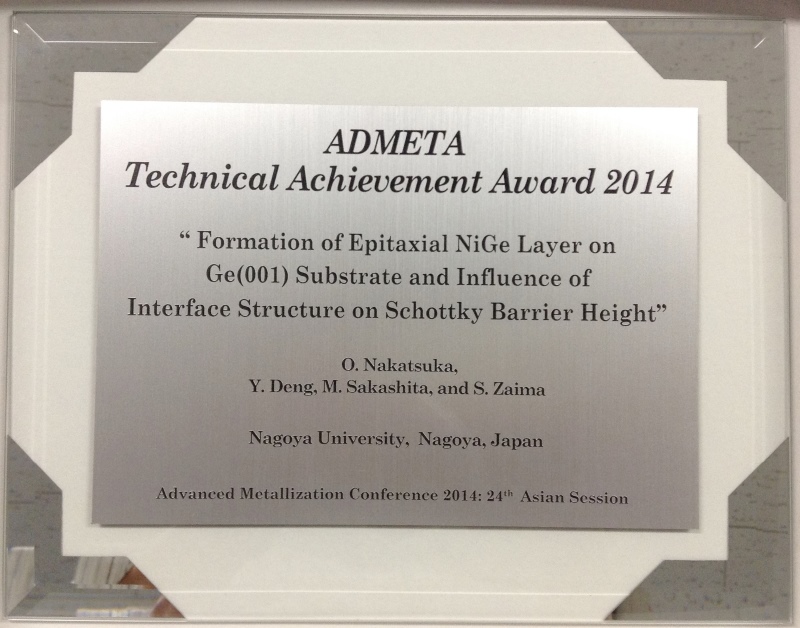 ADMETA
Technical Achievement Award 2014
“ Formation of Epitaxial NiGe Layer on
Ge(001) Substrate and Influence of
Interface Structure on Schottky Barrier Height”
O. Nakatsuka,
Y. Deng, M. Sakashita, and S. Zaima
Nagoya University, Nagoya, Japan
Advanced Metallization Conference 2014: 24th Asian Session